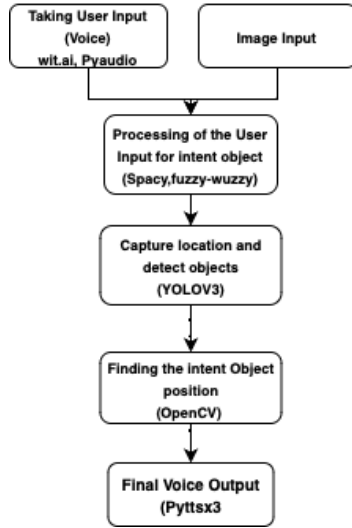 Taking User Input
(Voice)
wit.ai, Pyaudio
Image Input
Processing of the User
Input for intent object
(Spacy,fuzzy-wuzzy)
Capture location and
detect objects
(YOLOV3)
Finding the intent Object
position
(OpenCV)
Final Voice Output
(Pyttsx3